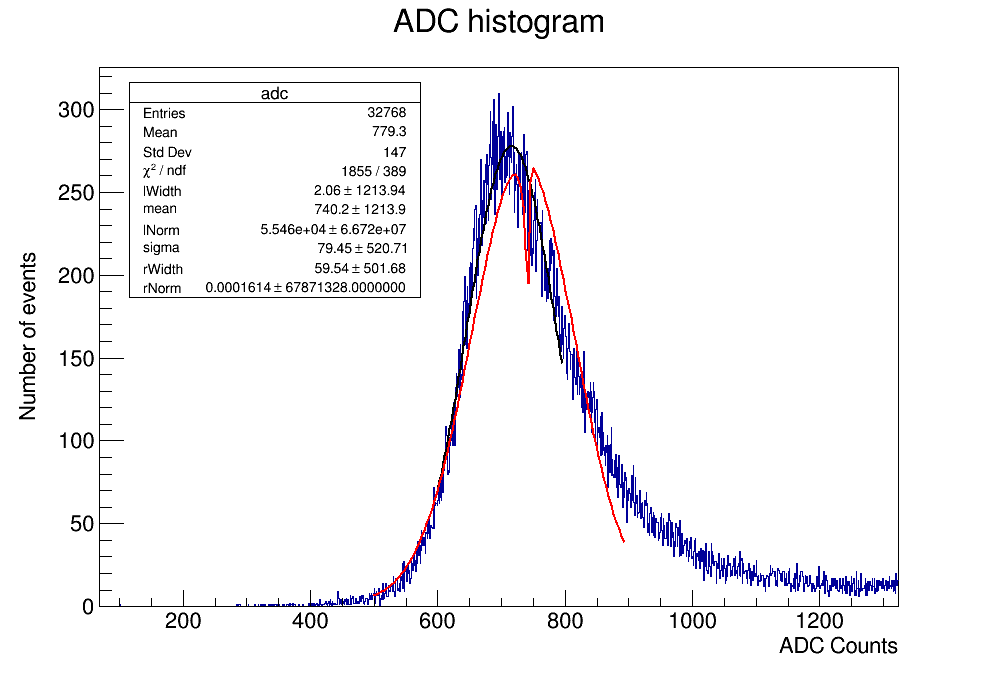 ADC histogram
adc
Entries 32768
Mean 779.3
Std Dev 147
χ² / ndf 1855 / 389
lWidth 2.06 ± 1213.94
mean 740.2 ± 1213.9
lNorm 5.546e+04 ± 6.672e+07
sigma 79.45 ± 520.71
rWidth 59.54 ± 501.68
rNorm 0.0001614 ± 67871328.0000000
Number of events
300
250
200
150
100
50
0
200 400 600 800 1000 1200
ADC Counts